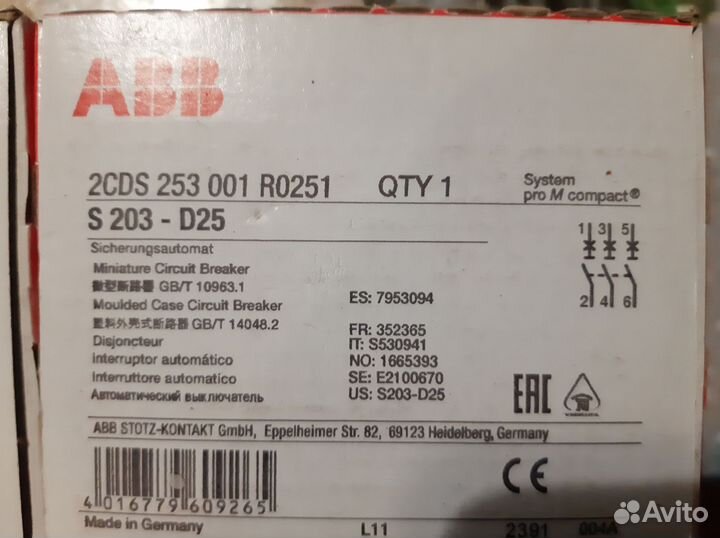 ABB
2CDS 253 001 R0251 QTY 1
System
pro M compact®
S 203 - D25
Sicherungsautomat
Miniature Circuit Breaker
微型断路器 GB/T 10963.1
Moulded Case Circuit Breaker
塑料外壳式断路器 GB/T 14048.2
Disjoncteur
interruptor automático
Interruttore automatico
Автоматический выключатель
ES: 7953094
FR: 352365
IT: S530941
NO: 1665393
SE: E2100670
US: S203-D25
1 3 5
2 4 6
EAC
ABB STOTZ-KONTAKT GmbH, Eppelheimer Str. 82, 69123 Heidelberg, Germany
CE
4 016779 609265
Made in Germany L11 2391 004A
Avito